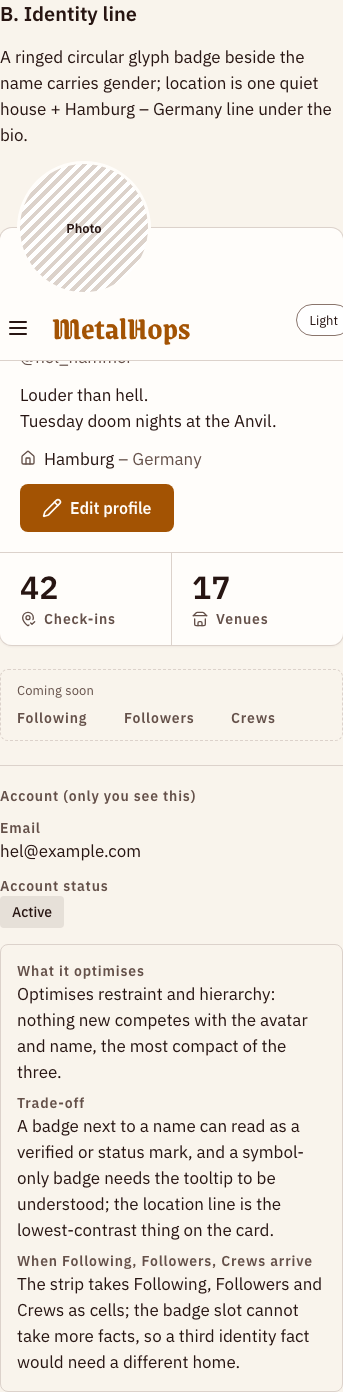 B. Identity line
A ringed circular glyph badge beside the
name carries gender; location is one quiet
house + Hamburg – Germany line under the
bio.
Photo
MetalHops
Light
@hel_hammer
Louder than hell.
Tuesday doom nights at the Anvil.
Hamburg – Germany
Edit profile
42
17
Check-ins
Venues
Coming soon
Following Followers Crews
Account (only you see this)
Email
hel@example.com
Account status
Active
What it optimises
Optimises restraint and hierarchy:
nothing new competes with the avatar
and name, the most compact of the
three.
Trade-off
A badge next to a name can read as a
verified or status mark, and a symbol-
only badge needs the tooltip to be
understood; the location line is the
lowest-contrast thing on the card.
When Following, Followers, Crews arrive
The strip takes Following, Followers and
Crews as cells; the badge slot cannot
take more facts, so a third identity fact
would need a different home.